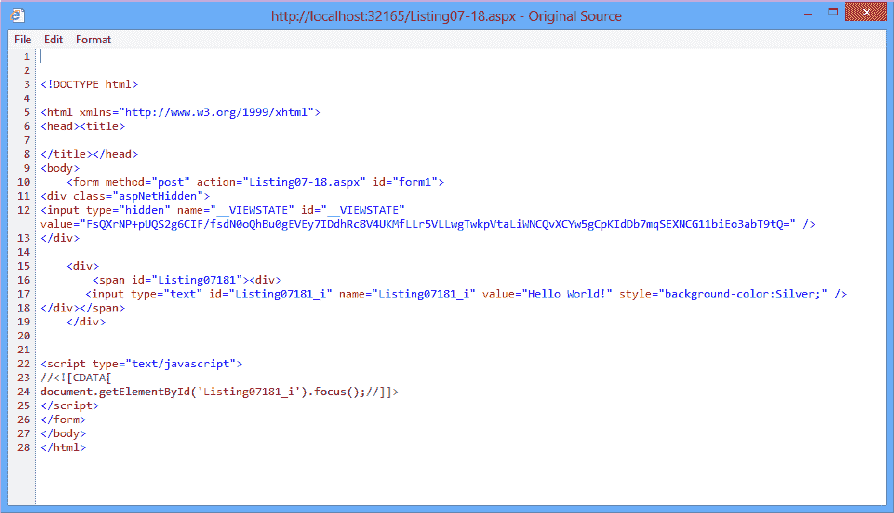 http://localhost:32165/Listing07-18.aspx - Original Source
File Edit Format
1
2
3 <!DOCTYPE html>
4
5 <html xmlns="http://www.w3.org/1999/xhtml">
6 <head><title>
7
8 </title></head>
9 <body>
10 <form method="post" action="Listing07-18.aspx" id="form1">
11 <div class="aspNetHidden">
12 <input type="hidden" name="__VIEWSTATE" id="__VIEWSTATE"
value="FsQXrNP+pUQS2g6CIF/fsdN0oQhBu0gEVEy7IDdhRc8V4UKMfLLr5VLLwgTwkpVtaLiWNCQvXCYw5gCpKIdDb7mqSEXNCG11biEo3abT9tQ=" />
13 </div>
14
15 <div>
16 <span id="Listing07181"><div>
17 <input type="text" id="Listing07181_i" name="Listing07181_i" value="Hello World!" style="background-color:Silver;" />
18 </div></span>
19 </div>
20
21
22 <script type="text/javascript">
23 //<![CDATA[
24 document.getElementById('Listing07181_i').focus();//]]>
25 </script>
26 </form>
27 </body>
28 </html>